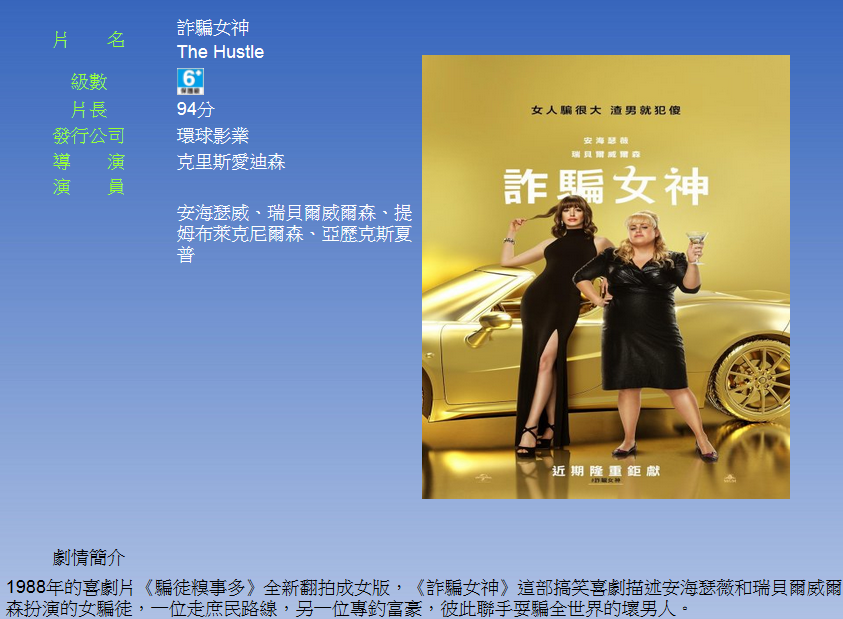 片　　名
詐騙女神
The Hustle
級數
6+
保護級
片長
94分
發行公司
環球影業
導　　演
克里斯愛迪森
演　　員
安海瑟威、瑞貝爾威爾森、提
姆布萊克尼爾森、亞歷克斯夏
普
女人騙很大 渣男就犯傻
安海瑟薇
瑞貝爾威爾森
詐騙女神
近期隆重鉅獻
#詐騙女神
劇情簡介
1988年的喜劇片《騙徒糗事多》全新翻拍成女版，《詐騙女神》這部搞笑喜劇描述安海瑟薇和瑞貝爾威爾
森扮演的女騙徒，一位走庶民路線，另一位專釣富豪，彼此聯手耍騙全世界的壞男人。